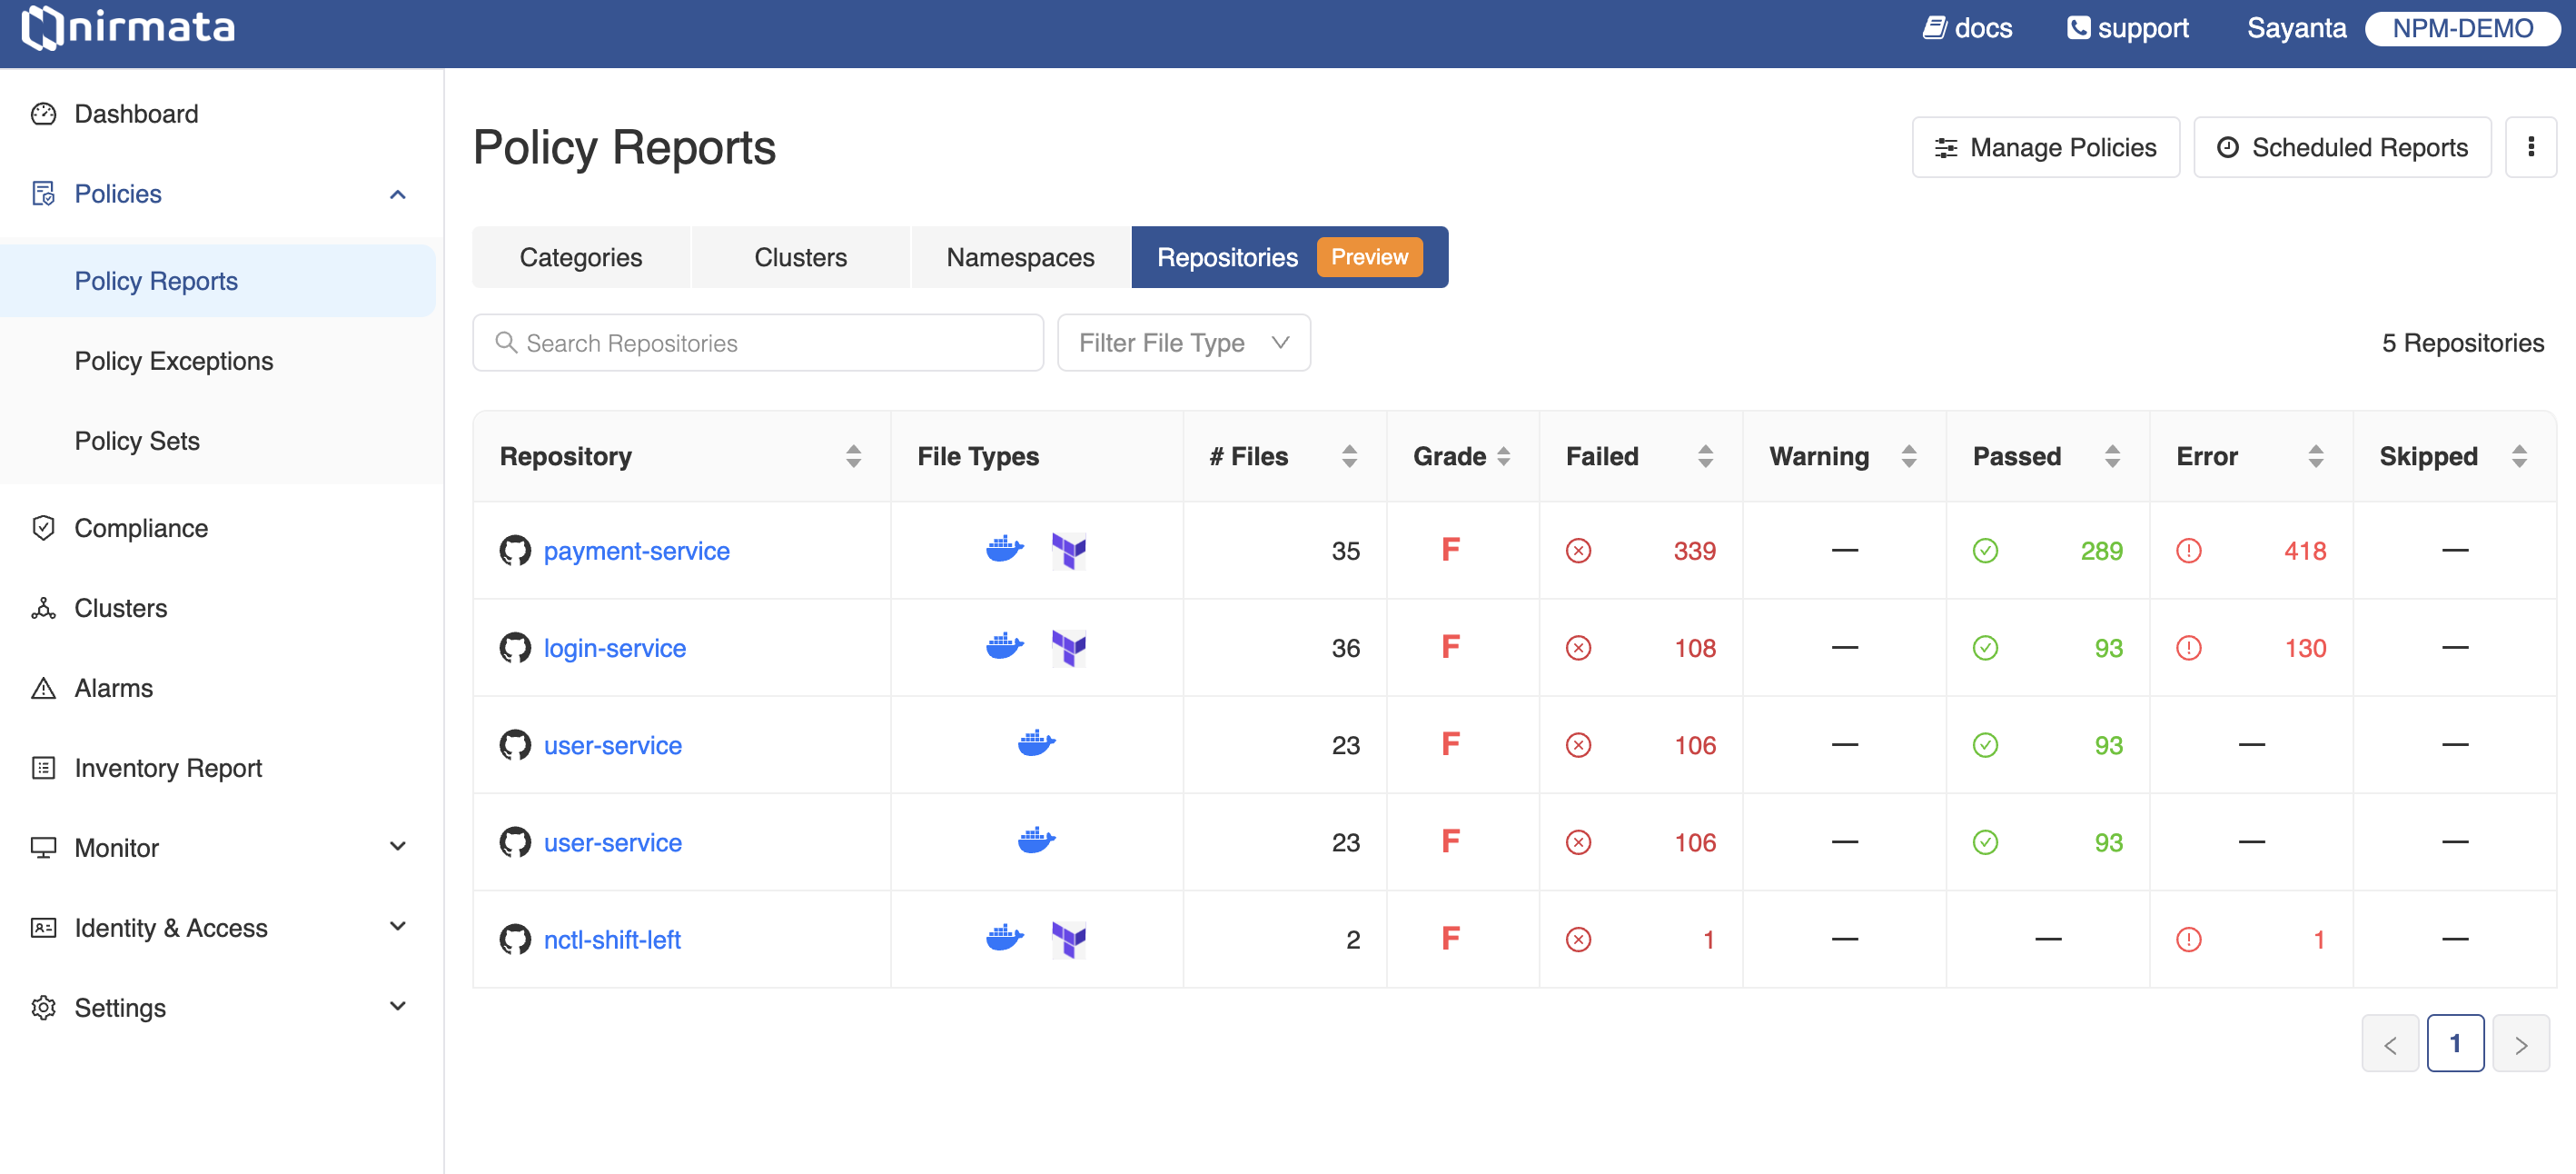 nirmata
docs support Sayanta NPM-DEMO
Dashboard
Policies
Policy Reports
Policy Exceptions
Policy Sets
Compliance
Clusters
Alarms
Inventory Report
Monitor
Identity & Access
Settings
Policy Reports
Manage Policies Scheduled Reports
Categories Clusters Namespaces Repositories Preview
Search Repositories Filter File Type 5 Repositories
Repository File Types # Files Grade Failed Warning Passed Error Skipped
payment-service 35 F 339 — 289 418 —
login-service 36 F 108 — 93 130 —
user-service 23 F 106 — 93 — —
user-service 23 F 106 — 93 — —
nctl-shift-left 2 F 1 — — 1 —
< 1 >